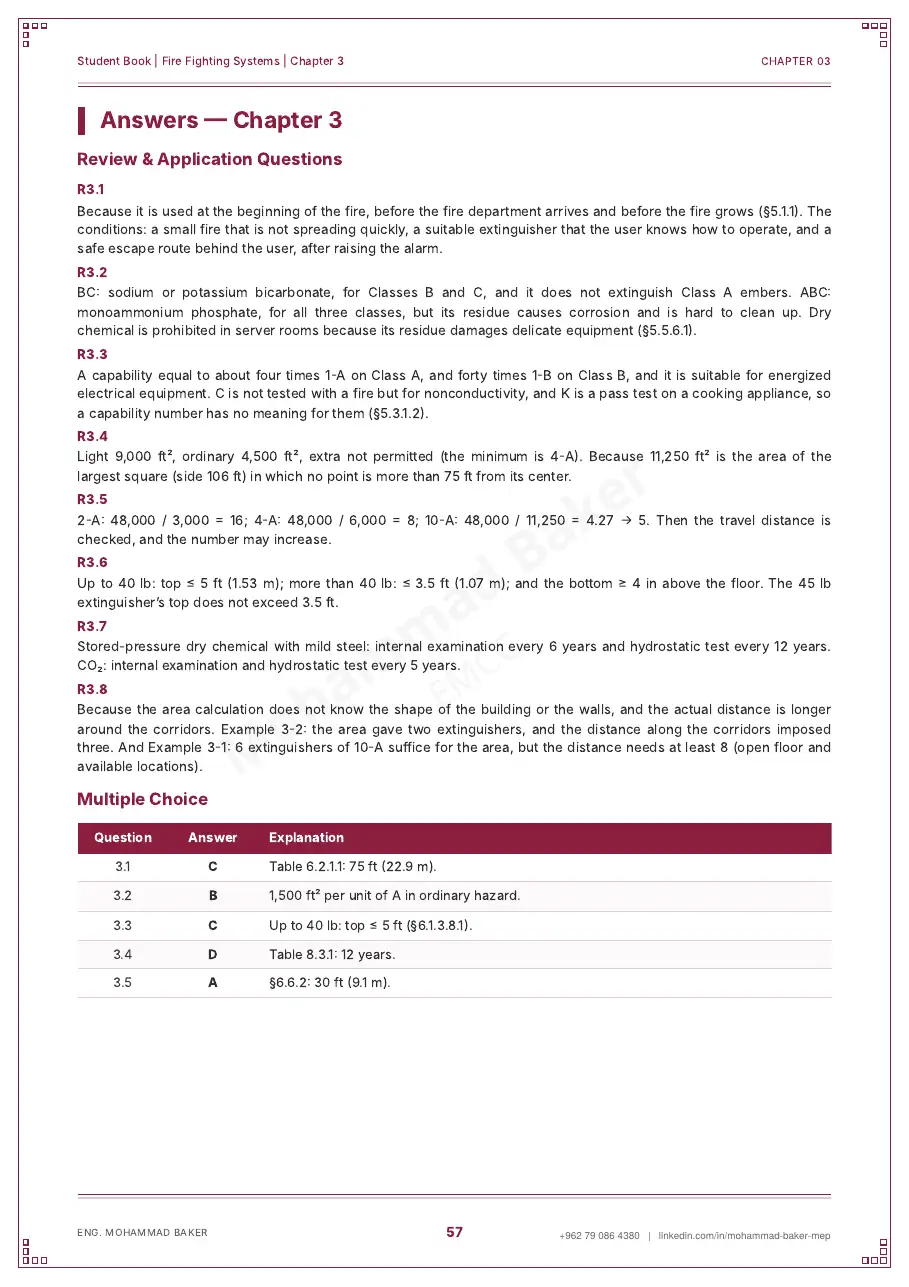 Student Book | Fire Fighting Systems | Chapter 3
CHAPTER 03
Answers — Chapter 3
Review & Application Questions
R3.1
Because it is used at the beginning of the fire, before the fire department arrives and before the fire grows (§5.1.1). The
conditions: a small fire that is not spreading quickly, a suitable extinguisher that the user knows how to operate, and a
safe escape route behind the user, after raising the alarm.
R3.2
BC: sodium or potassium bicarbonate, for Classes B and C, and it does not extinguish Class A embers. ABC:
monoammonium phosphate, for all three classes, but its residue causes corrosion and is hard to clean up. Dry
chemical is prohibited in server rooms because its residue damages delicate equipment (§5.5.6.1).
R3.3
A capability equal to about four times 1-A on Class A, and forty times 1-B on Class B, and it is suitable for energized
electrical equipment. C is not tested with a fire but for nonconductivity, and K is a pass test on a cooking appliance, so
a capability number has no meaning for them (§5.3.1.2).
R3.4
Light 9,000 ft², ordinary 4,500 ft², extra not permitted (the minimum is 4-A). Because 11,250 ft² is the area of the
largest square (side 106 ft) in which no point is more than 75 ft from its center.
R3.5
2-A: 48,000 / 3,000 = 16; 4-A: 48,000 / 6,000 = 8; 10-A: 48,000 / 11,250 = 4.27 → 5. Then the travel distance is
checked, and the number may increase.
R3.6
Up to 40 lb: top ≤ 5 ft (1.53 m); more than 40 lb: ≤ 3.5 ft (1.07 m); and the bottom ≥ 4 in above the floor. The 45 lb
extinguisher's top does not exceed 3.5 ft.
R3.7
Stored-pressure dry chemical with mild steel: internal examination every 6 years and hydrostatic test every 12 years.
CO₂: internal examination and hydrostatic test every 5 years.
R3.8
Because the area calculation does not know the shape of the building or the walls, and the actual distance is longer
around the corridors. Example 3-2: the area gave two extinguishers, and the distance along the corridors imposed
three. And Example 3-1: 6 extinguishers of 10-A suffice for the area, but the distance needs at least 8 (open floor and
available locations).
Mohammad Baker
EMCC
Multiple Choice
Question Answer Explanation
3.1 C Table 6.2.1.1: 75 ft (22.9 m).
3.2 B 1,500 ft² per unit of A in ordinary hazard.
3.3 C Up to 40 lb: top ≤ 5 ft (§6.1.3.8.1).
3.4 D Table 8.3.1: 12 years.
3.5 A §6.6.2: 30 ft (9.1 m).
ENG. MOHAMMAD BAKER
57
+962 79 086 4380 | linkedin.com/in/mohammad-baker-mep